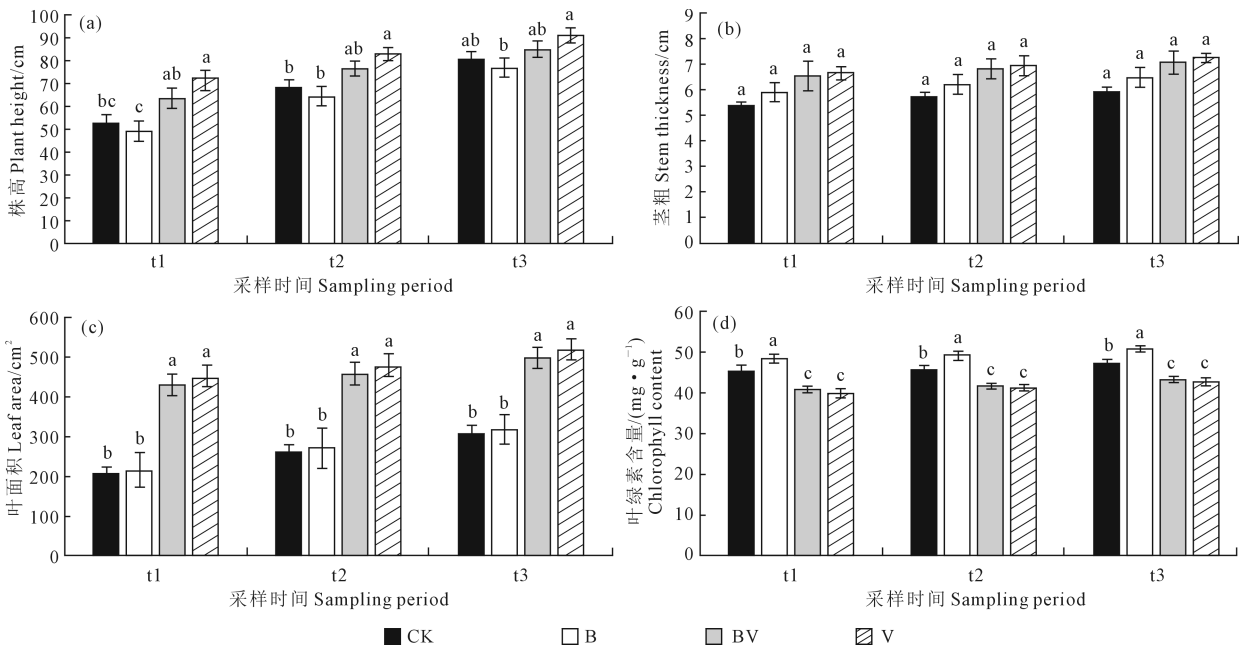 (a)
株高 Plant height/cm
100
90
80
70
60
50
40
30
20
10
0
bc
c
ab
a
b
b
ab
a
ab
b
ab
a
t1
t2
t3
采样时间 Sampling period
(b)
茎粗 Stem thickness/cm
9
8
7
6
5
4
3
2
1
0
a
a
a
a
a
a
a
a
a
a
a
a
t1
t2
t3
采样时间 Sampling period
(c)
叶面积 Leaf area/cm²
600
500
400
300
200
100
0
b
b
a
a
b
b
a
a
b
b
a
a
t1
t2
t3
采样时间 Sampling period
(d)
叶绿素含量/(mg•g⁻¹)
Chlorophyll content
60
50
40
30
20
10
0
b
a
c
c
b
a
c
c
b
a
c
c
t1
t2
t3
采样时间 Sampling period
CK
B
BV
V